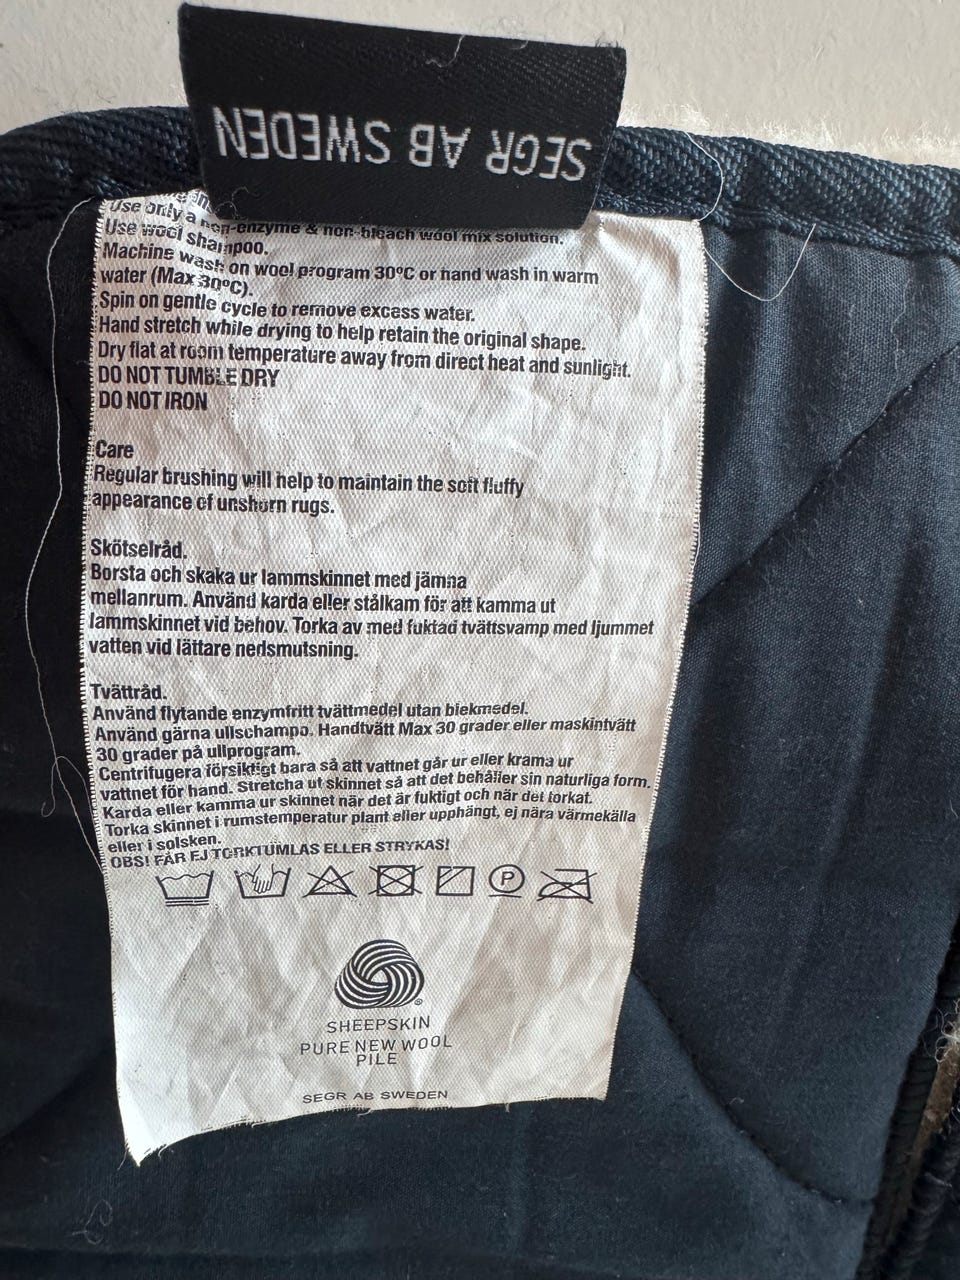 SEGR AB SWEDEN
Use only a non-enzyme & non-bleach wool mix solution.
Use wool shampoo.
Machine wash on wool program 30ºC or hand wash in warm
water (Max 30ºC).
Spin on gentle cycle to remove excess water.
Hand stretch while drying to help retain the original shape.
Dry flat at room temperature away from direct heat and sunlight.
DO NOT TUMBLE DRY
DO NOT IRON
Care
Regular brushing will help to maintain the soft fluffy
appearance of unshorn rugs.
Skötselråd.
Borsta och skaka ur lammskinnet med jämna
mellanrum. Använd karda eller stålkam för att kamma ut
lammskinnet vid behov. Torka av med fuktad tvättsvamp med ljummet
vatten vid lättare nedsmutsning.
Tvättråd.
Använd flytande enzymfritt tvättmedel utan blekmedel.
Använd gärna ullschampo. Handtvätt Max 30 grader eller maskintvätt
30 grader på ullprogram.
Centrifugera försiktigt bara så att vattnet går ur eller krama ur
vattnet för hand. Stretcha ut skinnet så att det behåller sin naturliga form.
Karda eller kamma ur skinnet när det är fuktigt och när det torkat.
Torka skinnet i rumstemperatur plant eller upphängt, ej nära värmekälla
eller i solsken.
OBS! FÅR EJ TORKTUMLAS ELLER STRYKAS!
P
®
SHEEPSKIN
PURE NEW WOOL
PILE
SEGR AB SWEDEN